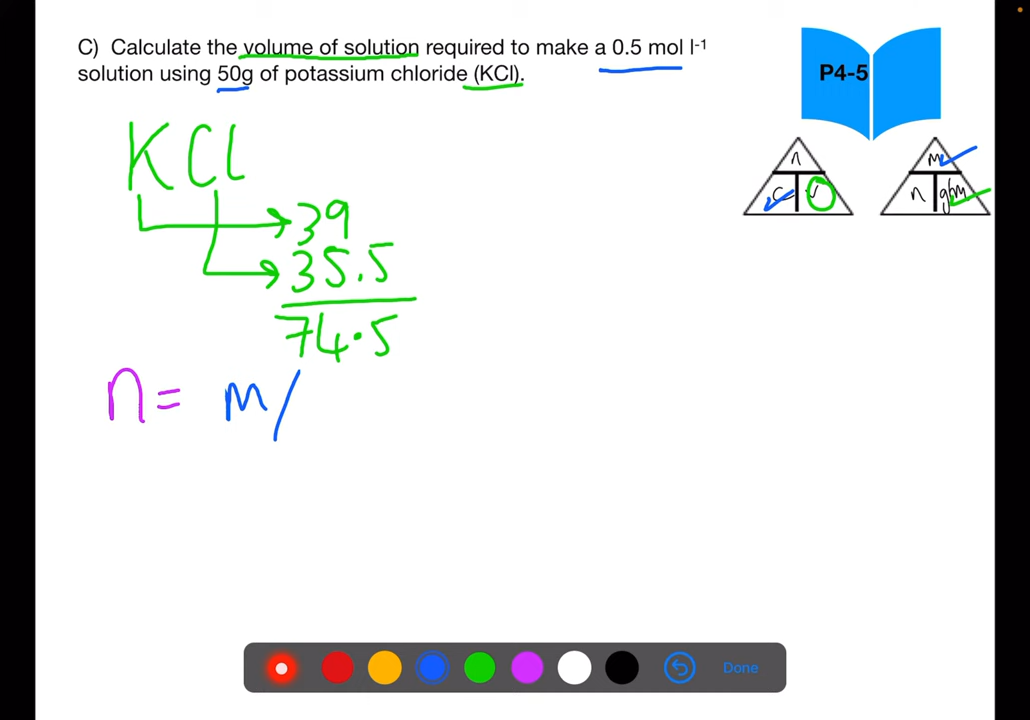 C) Calculate the volume of solution required to make a 0.5 mol l-1
solution using 50g of potassium chloride (KCl).
P4-5
n
c v
m
n gfm
KCl
39
35.5
74.5
n = m/
Done